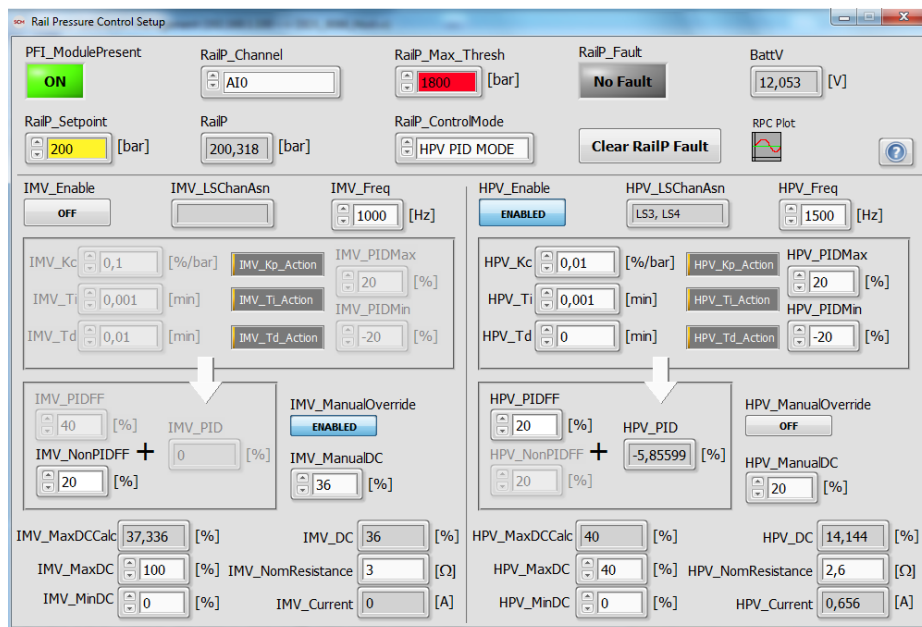 SCH Rail Pressure Control Setup
PFI_ModulePresent RailP_Channel RailP_Max_Thresh RailP_Fault BattV
ON AI0 1800 [bar] No Fault 12,053 [V]
RailP_Setpoint RailP RailP_ControlMode RPC Plot
200 [bar] 200,318 [bar] HPV PID MODE Clear RailP Fault ?
IMV_Enable IMV_LSChanAsn IMV_Freq
OFF 1000 [Hz]
IMV_Kc 0,1 [%/bar] IMV_Kp_Action IMV_PIDMax
20 [%]
IMV_Ti 0,001 [min] IMV_Ti_Action IMV_PIDMin
IMV_Td 0,01 [min] IMV_Td_Action -20 [%]
IMV_PIDFF IMV_ManualOverride
40 [%] IMV_PID ENABLED
IMV_NonPIDFF + 0 [%] IMV_ManualDC
20 [%] 36 [%]
IMV_MaxDCCalc 37,336 [%] IMV_DC 36 [%]
IMV_MaxDC 100 [%] IMV_NomResistance 3 [Ω]
IMV_MinDC 0 [%] IMV_Current 0 [A]
HPV_Enable HPV_LSChanAsn HPV_Freq
ENABLED LS3, LS4 1500 [Hz]
HPV_Kc 0,01 [%/bar] HPV_Kp_Action HPV_PIDMax
20 [%]
HPV_Ti 0,001 [min] HPV_Ti_Action HPV_PIDMin
HPV_Td 0 [min] HPV_Td_Action -20 [%]
HPV_PIDFF HPV_ManualOverride
20 [%] HPV_PID OFF
HPV_NonPIDFF + -5,85599 [%] HPV_ManualDC
20 [%] 20 [%]
HPV_MaxDCCalc 40 [%] HPV_DC 14,144 [%]
HPV_MaxDC 40 [%] HPV_NomResistance 2,6 [Ω]
HPV_MinDC 0 [%] HPV_Current 0,656 [A]